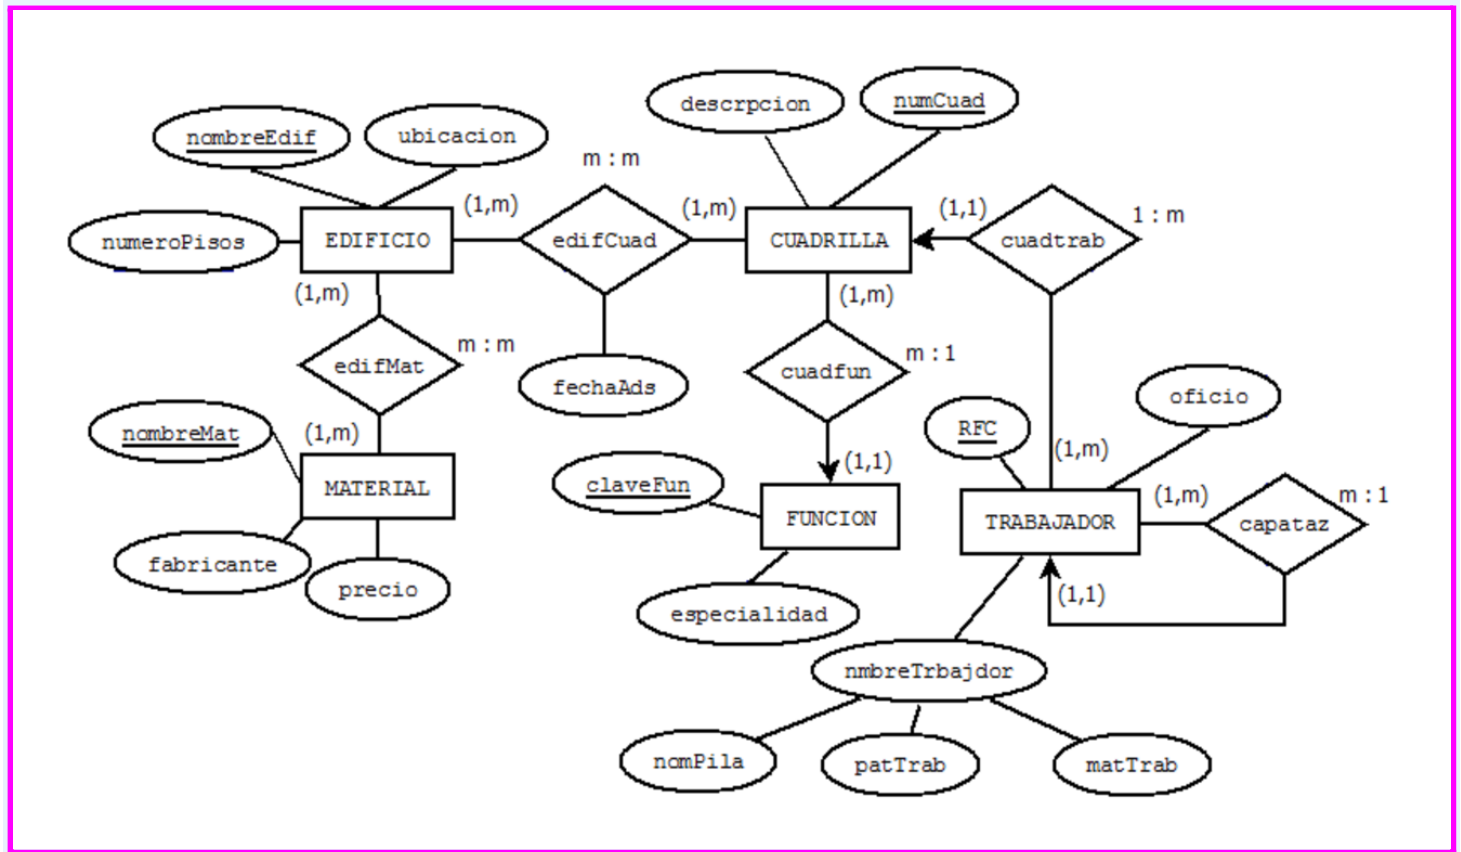 descrpcion
numCuad
nombreEdif
ubicacion
m : m
(1,m)
(1,m)
(1,1)
1 : m
numeroPisos
EDIFICIO
edifCuad
CUADRILLA
cuadtrab
(1,m)
(1,m)
edifMat
m : m
cuadfun
m : 1
fechaAds
oficio
nombreMat
(1,m)
RFC
(1,m)
(1,1)
claveFun
MATERIAL
FUNCION
TRABAJADOR
(1,m)
capataz
m : 1
fabricante
precio
(1,1)
especialidad
nmbreTrbajdor
nomPila
patTrab
matTrab